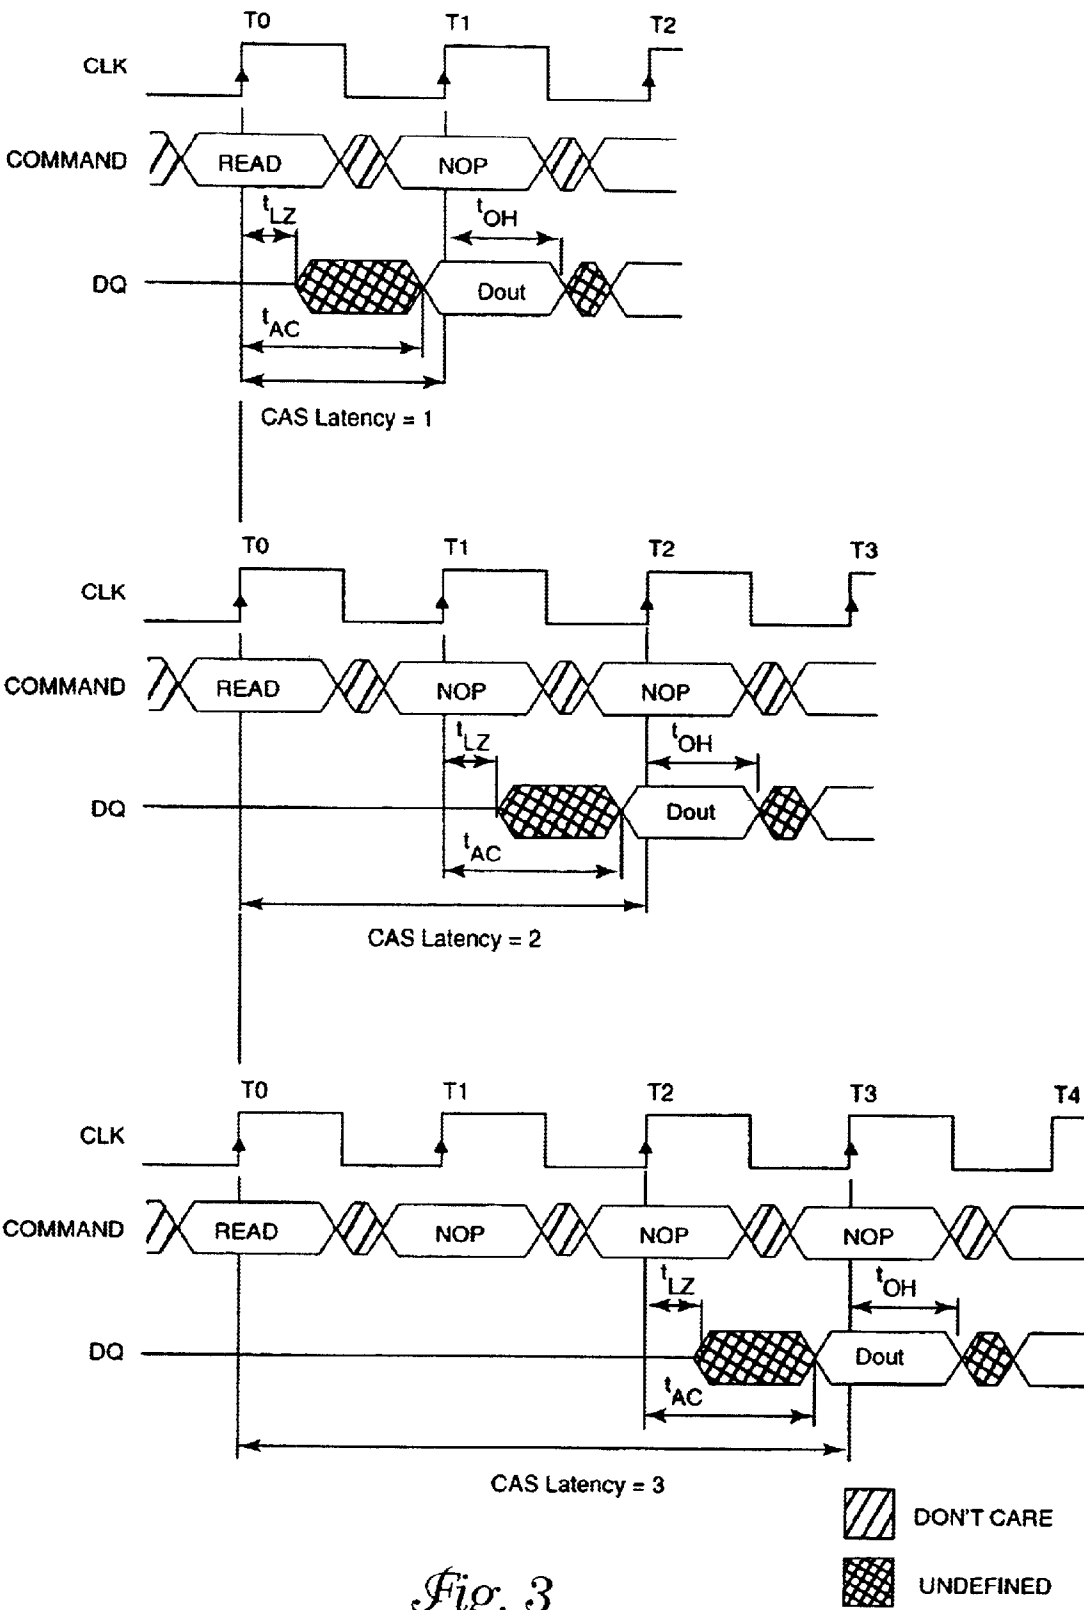 T0 T1 T2
CLK
COMMAND READ NOP
tLZ tOH
DQ Dout
tAC
CAS Latency = 1
T0 T1 T2 T3
CLK
COMMAND READ NOP NOP
tLZ tOH
DQ Dout
tAC
CAS Latency = 2
T0 T1 T2 T3 T4
CLK
COMMAND READ NOP NOP NOP
tLZ tOH
DQ Dout
tAC
CAS Latency = 3
DON'T CARE
UNDEFINED
Fig. 3